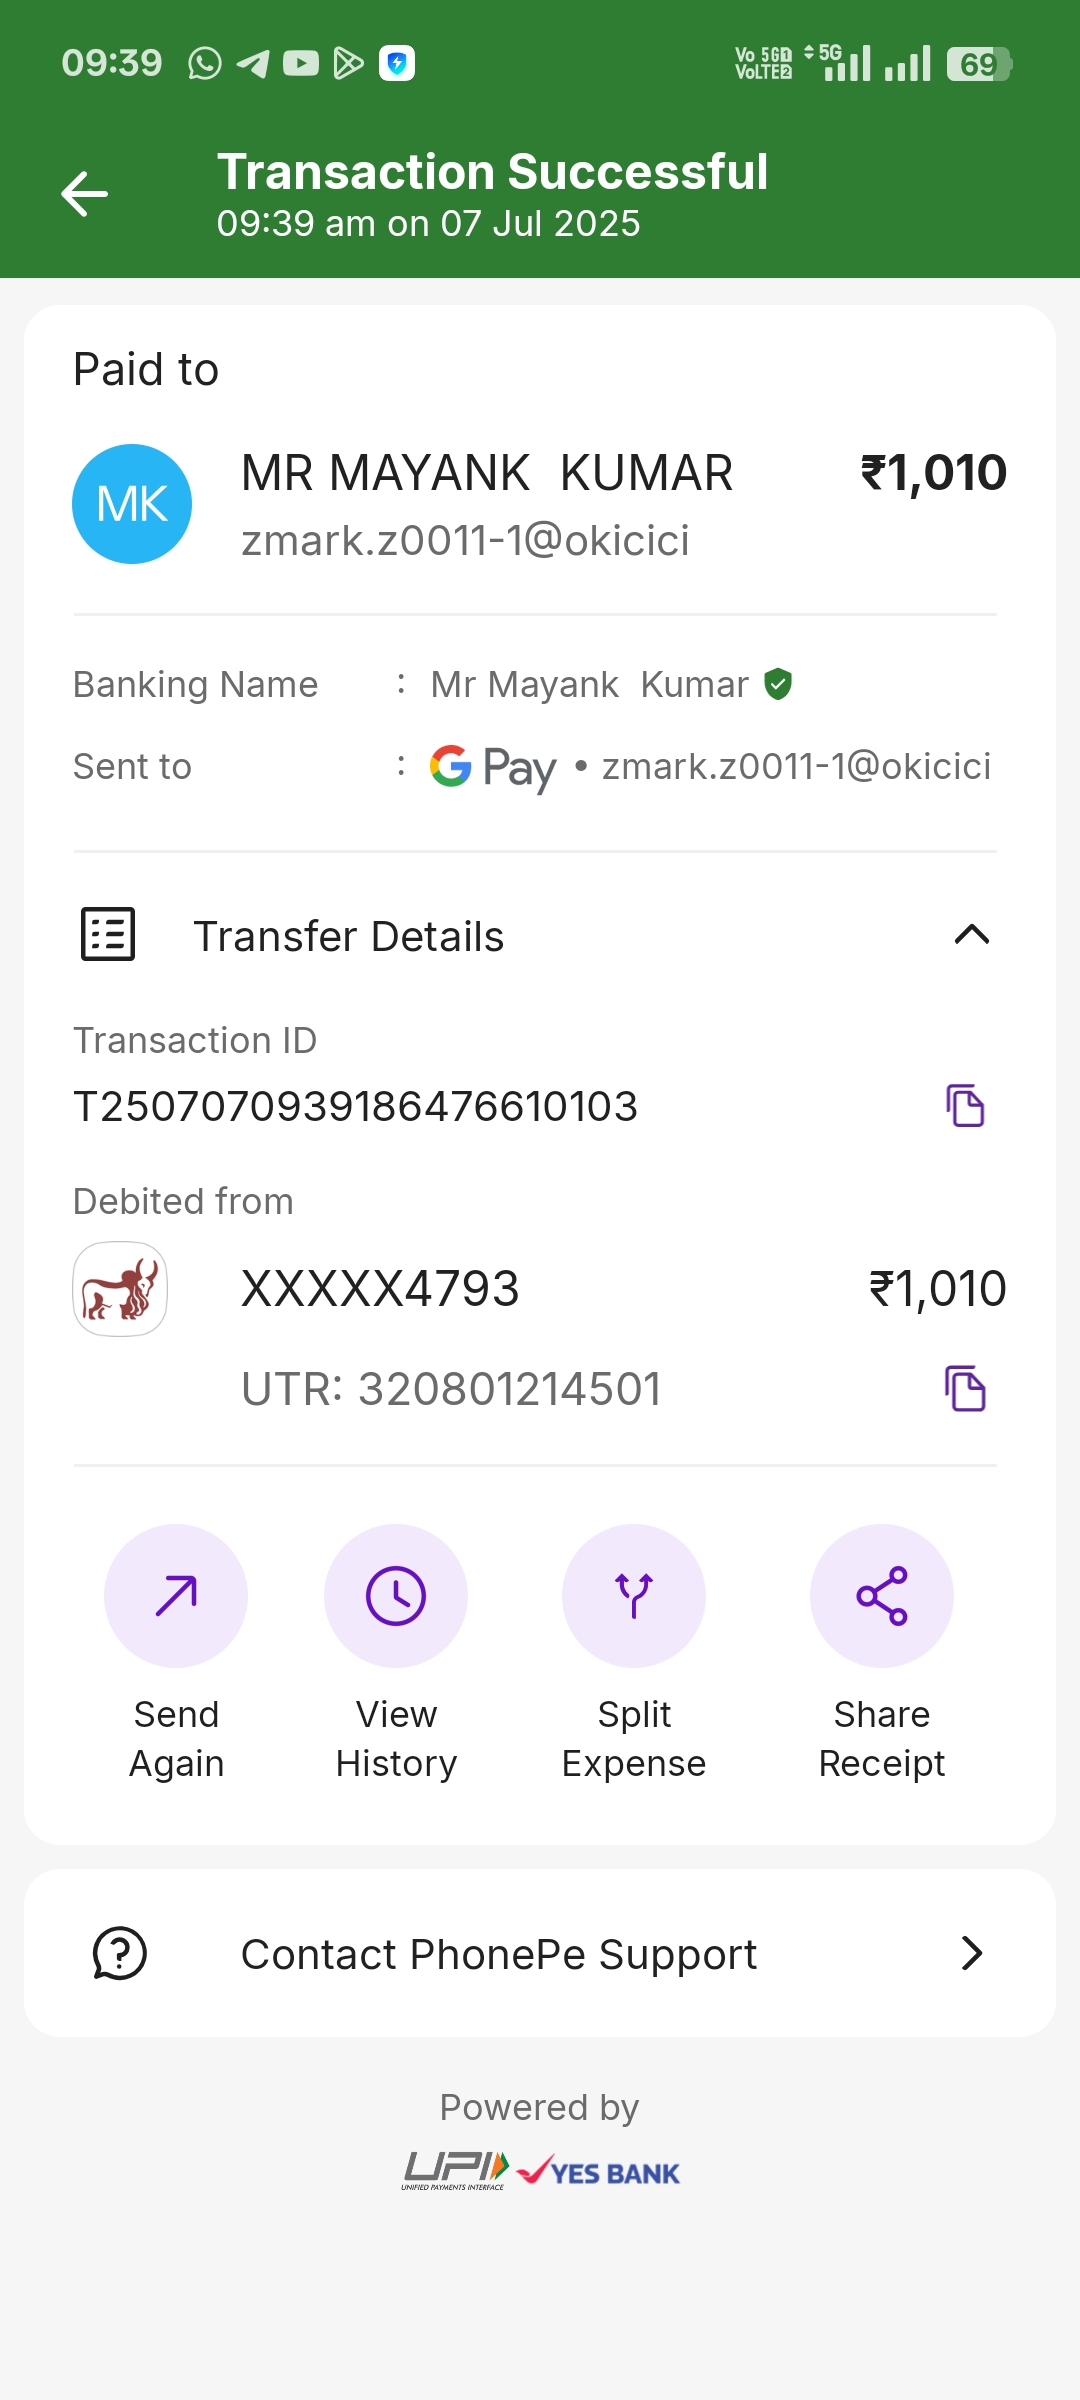 09:39 Vo 5G 1 5G 69
VoLTE 2
Transaction Successful
09:39 am on 07 Jul 2025
Paid to
MK MR MAYANK  KUMAR ₹1,010
zmark.z0011-1@okicici
Banking Name : Mr Mayank  Kumar
Sent to : G Pay • zmark.z0011-1@okicici
Transfer Details
Transaction ID
T2507070939186476610103
Debited from
XXXXX4793 ₹1,010
UTR: 320801214501
Send Again
View History
Split Expense
Share Receipt
Contact PhonePe Support
Powered by
UPI YES BANK
UNIFIED PAYMENTS INTERFACE